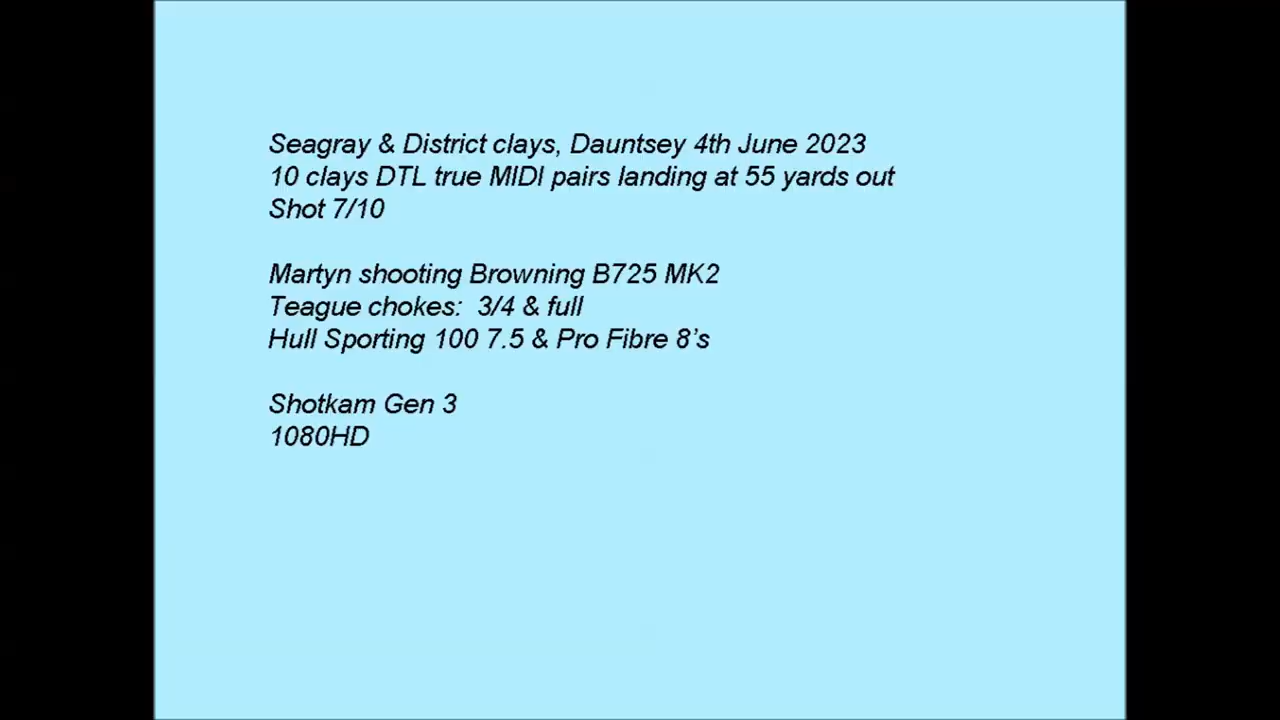 Seagray & District clays, Dauntsey 4th June 2023
10 clays DTL true MIDI pairs landing at 55 yards out
Shot 7/10
Martyn shooting Browning B725 MK2
Teague chokes:  3/4 & full
Hull Sporting 100 7.5 & Pro Fibre 8’s
Shotkam Gen 3
1080HD